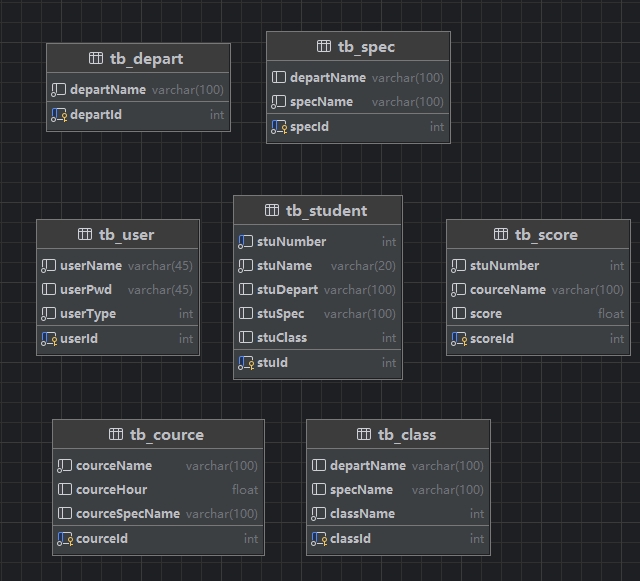 tb_depart
departName varchar(100)
departId int
tb_spec
departName varchar(100)
specName varchar(100)
specId int
tb_user
userName varchar(45)
userPwd varchar(45)
userType int
userId int
tb_student
stuNumber int
stuName varchar(20)
stuDepart varchar(100)
stuSpec varchar(100)
stuClass int
stuId int
tb_score
stuNumber int
courceName varchar(100)
score float
scoreId int
tb_cource
courceName varchar(100)
courceHour float
courceSpecName varchar(100)
courceId int
tb_class
departName varchar(100)
specName varchar(100)
className int
classId int